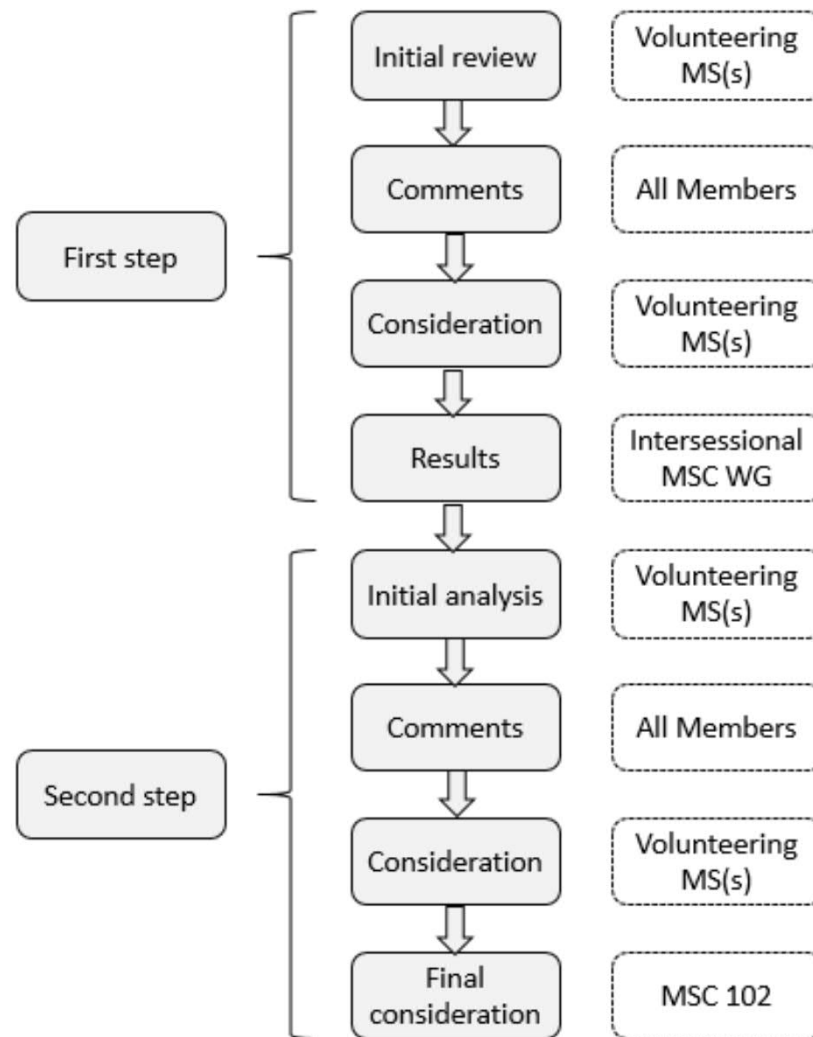 Initial review
Volunteering
MS(s)
Comments
All Members
First step
Consideration
Volunteering
MS(s)
Results
Intersessional
MSC WG
Initial analysis
Volunteering
MS(s)
Comments
All Members
Second step
Consideration
Volunteering
MS(s)
Final
consideration
MSC 102